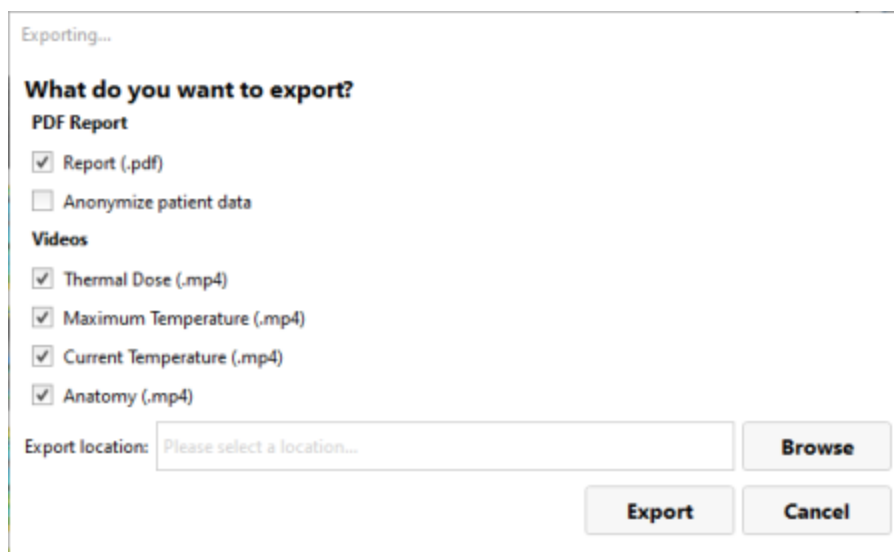 Exporting...
What do you want to export?
PDF Report
Report (.pdf)
Anonymize patient data
Videos
Thermal Dose (.mp4)
Maximum Temperature (.mp4)
Current Temperature (.mp4)
Anatomy (.mp4)
Export location: Please select a location... Browse
Export Cancel